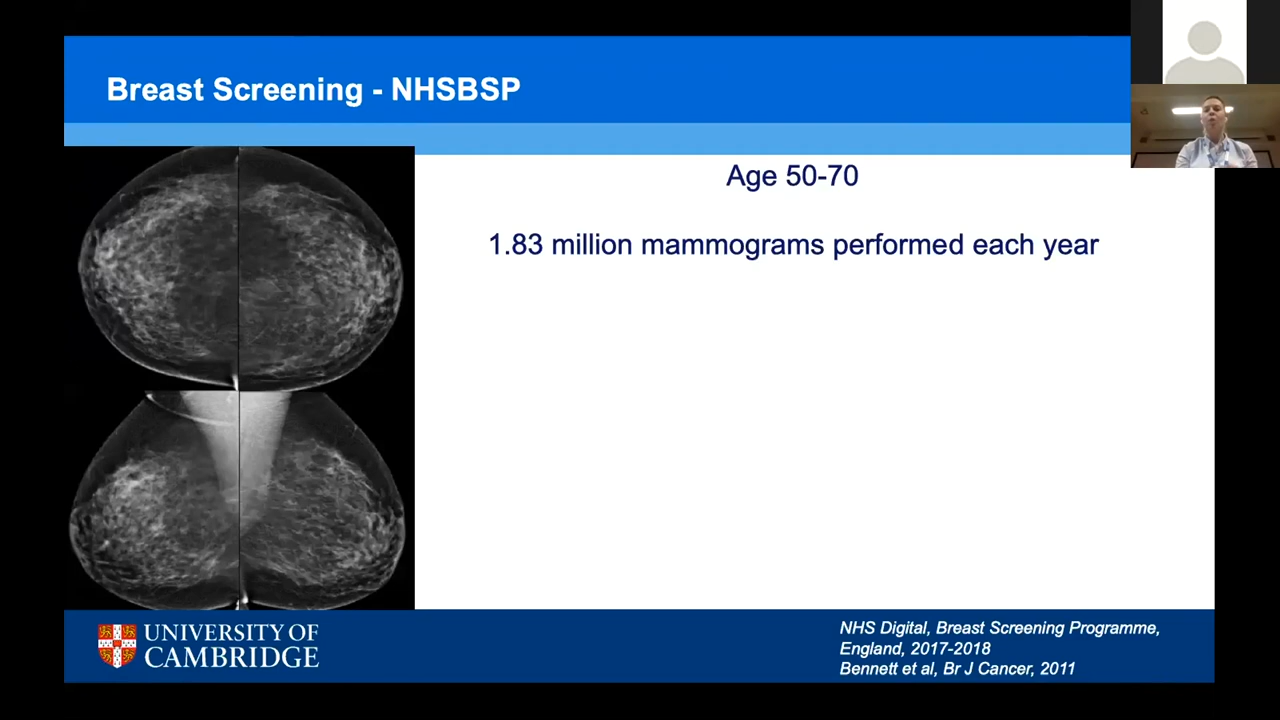 Breast Screening - NHSBSP
Age 50-70
1.83 million mammograms performed each year
UNIVERSITY OF
CAMBRIDGE
NHS Digital, Breast Screening Programme,
England, 2017-2018
Bennett et al, Br J Cancer, 2011